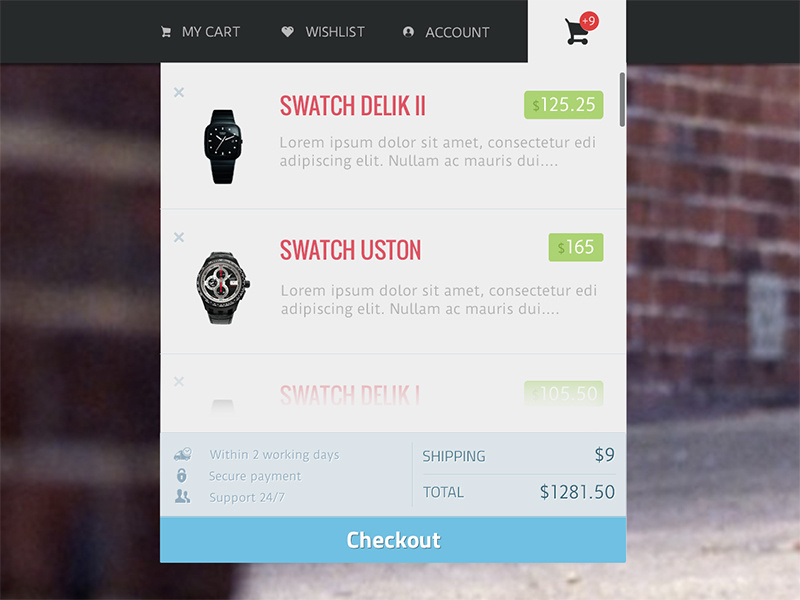 MY CART
WISHLIST
ACCOUNT
+9
SWATCH DELIK II
$125.25
Lorem ipsum dolor sit amet, consectetur edi
adipiscing elit. Nullam ac mauris dui....
SWATCH USTON
$165
Lorem ipsum dolor sit amet, consectetur edi
adipiscing elit. Nullam ac mauris dui....
SWATCH DELIK I
$105.50
Within 2 working days
Secure payment
Support 24/7
SHIPPING
$9
TOTAL
$1281.50
Checkout